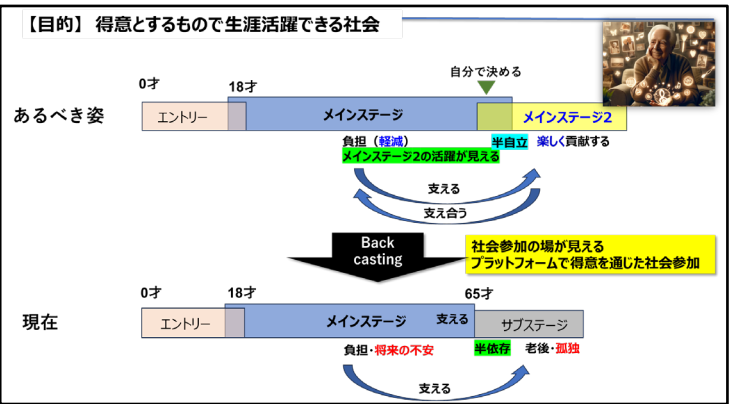 【目的】 得意とするもので生涯活躍できる社会
自分で決める
0才
18才
あるべき姿
エントリー
メインステージ
メインステージ2
負担（軽減）
半自立
楽しく貢献する
メインステージ2の活躍が見える
支える
支え合う
Back
casting
社会参加の場が見える
プラットフォームで得意を通じた社会参加
0才
18才
65才
現在
エントリー
メインステージ
支える
サブステージ
負担・将来の不安
半依存
老後・孤独
支える